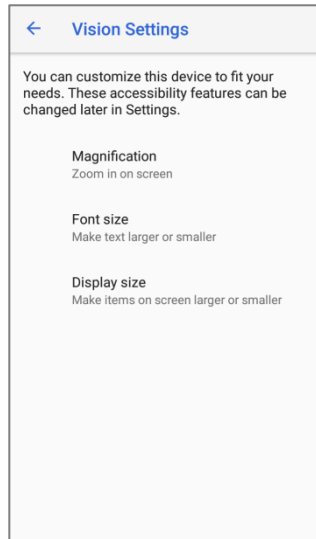 Vision Settings
You can customize this device to fit your
needs. These accessibility features can be
changed later in Settings.
Magnification
Zoom in on screen
Font size
Make text larger or smaller
Display size
Make items on screen larger or smaller